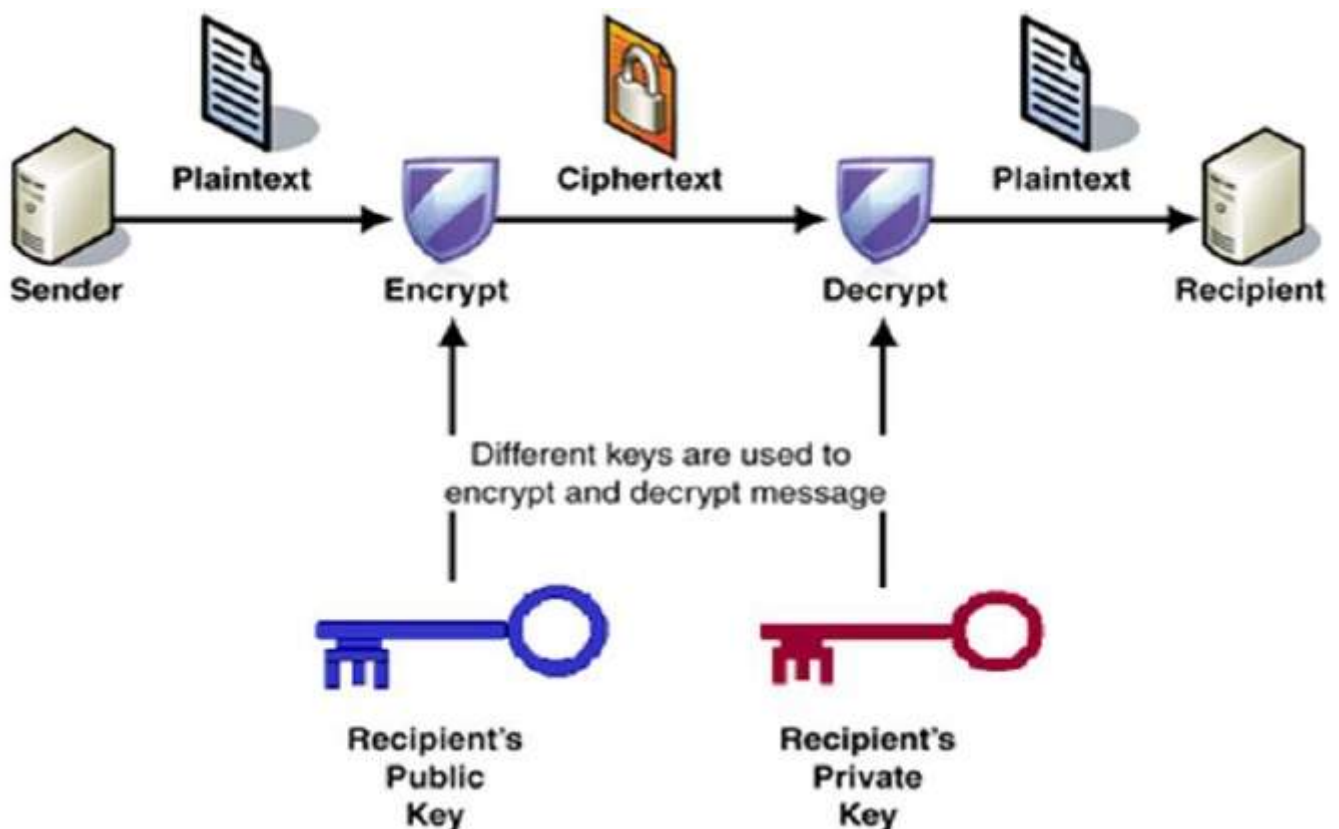 Plaintext
Ciphertext
Plaintext
Sender
Encrypt
Decrypt
Recipient
Different keys are used to
encrypt and decrypt message
Recipient's
Public
Key
Recipient's
Private
Key